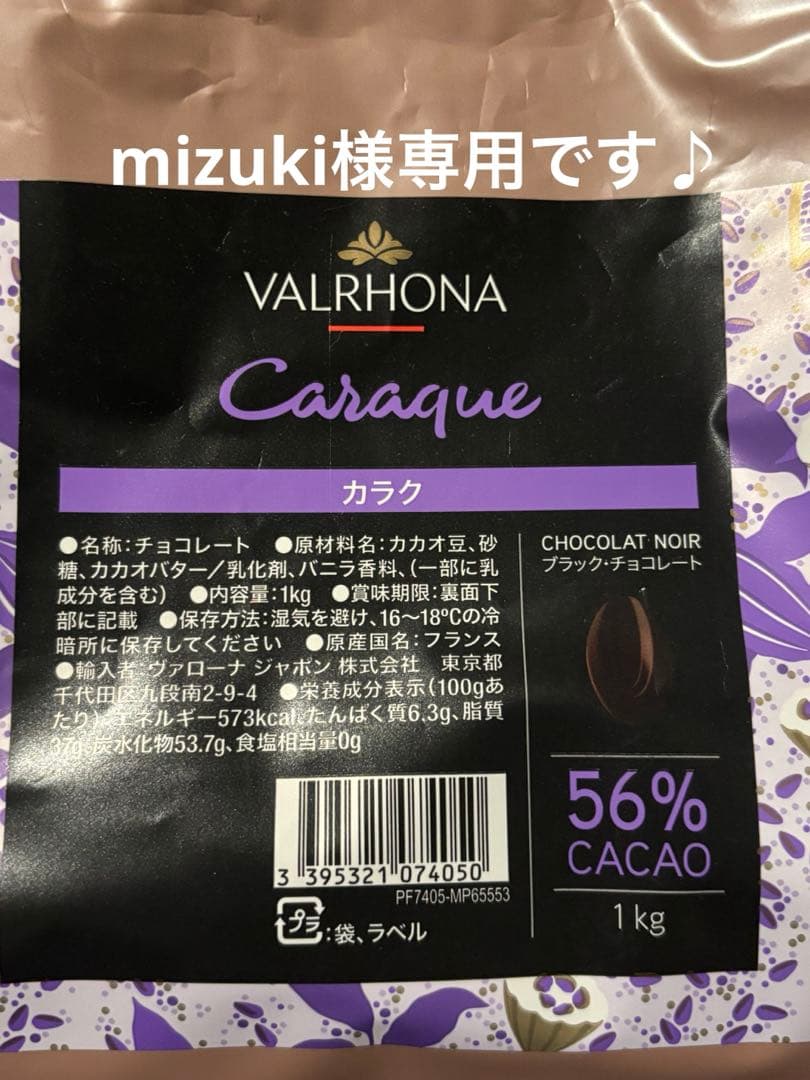 mizuki様専用です♪
VALRHONA
Caraque
カラク
●名称：チョコレート　●原材料名：カカオ豆、砂
糖、カカオバター／乳化剤、バニラ香料、（一部に乳
成分を含む）　●内容量：1kg　●賞味期限：裏面下
部に記載　●保存方法：湿気を避け、16～18℃の冷
暗所に保存してください　●原産国名：フランス
●輸入者：ヴァローナ ジャポン 株式会社　東京都
千代田区九段南2-9-4　●栄養成分表示（100gあ
たり）、エネルギー573kcal、たんぱく質6.3g、脂質
37g、炭水化物53.7g、食塩相当量0g
CHOCOLAT NOIR
ブラック・チョコレート
56%
CACAO
1 kg
3 395321 074050
PF7405-MP65553
プラ：袋、ラベル